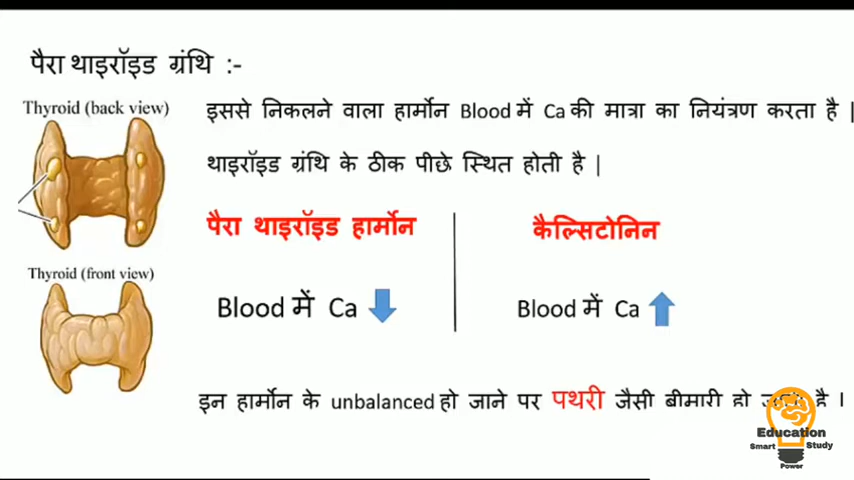 पैरा थाइरॉइड ग्रंथि :-
Thyroid (back view)
इससे निकलने वाला हार्मोन Blood में Ca की मात्रा का नियंत्रण करता है |
थाइरॉइड ग्रंथि के ठीक पीछे स्थित होती है |
पैरा थाइरॉइड हार्मोन
कैल्सिटोनिन
Thyroid (front view)
Blood में Ca
Blood में Ca
इन हार्मोन के unbalanced हो जाने पर पथरी जैसी बीमारी हो है |
Education
Smart Study
Power